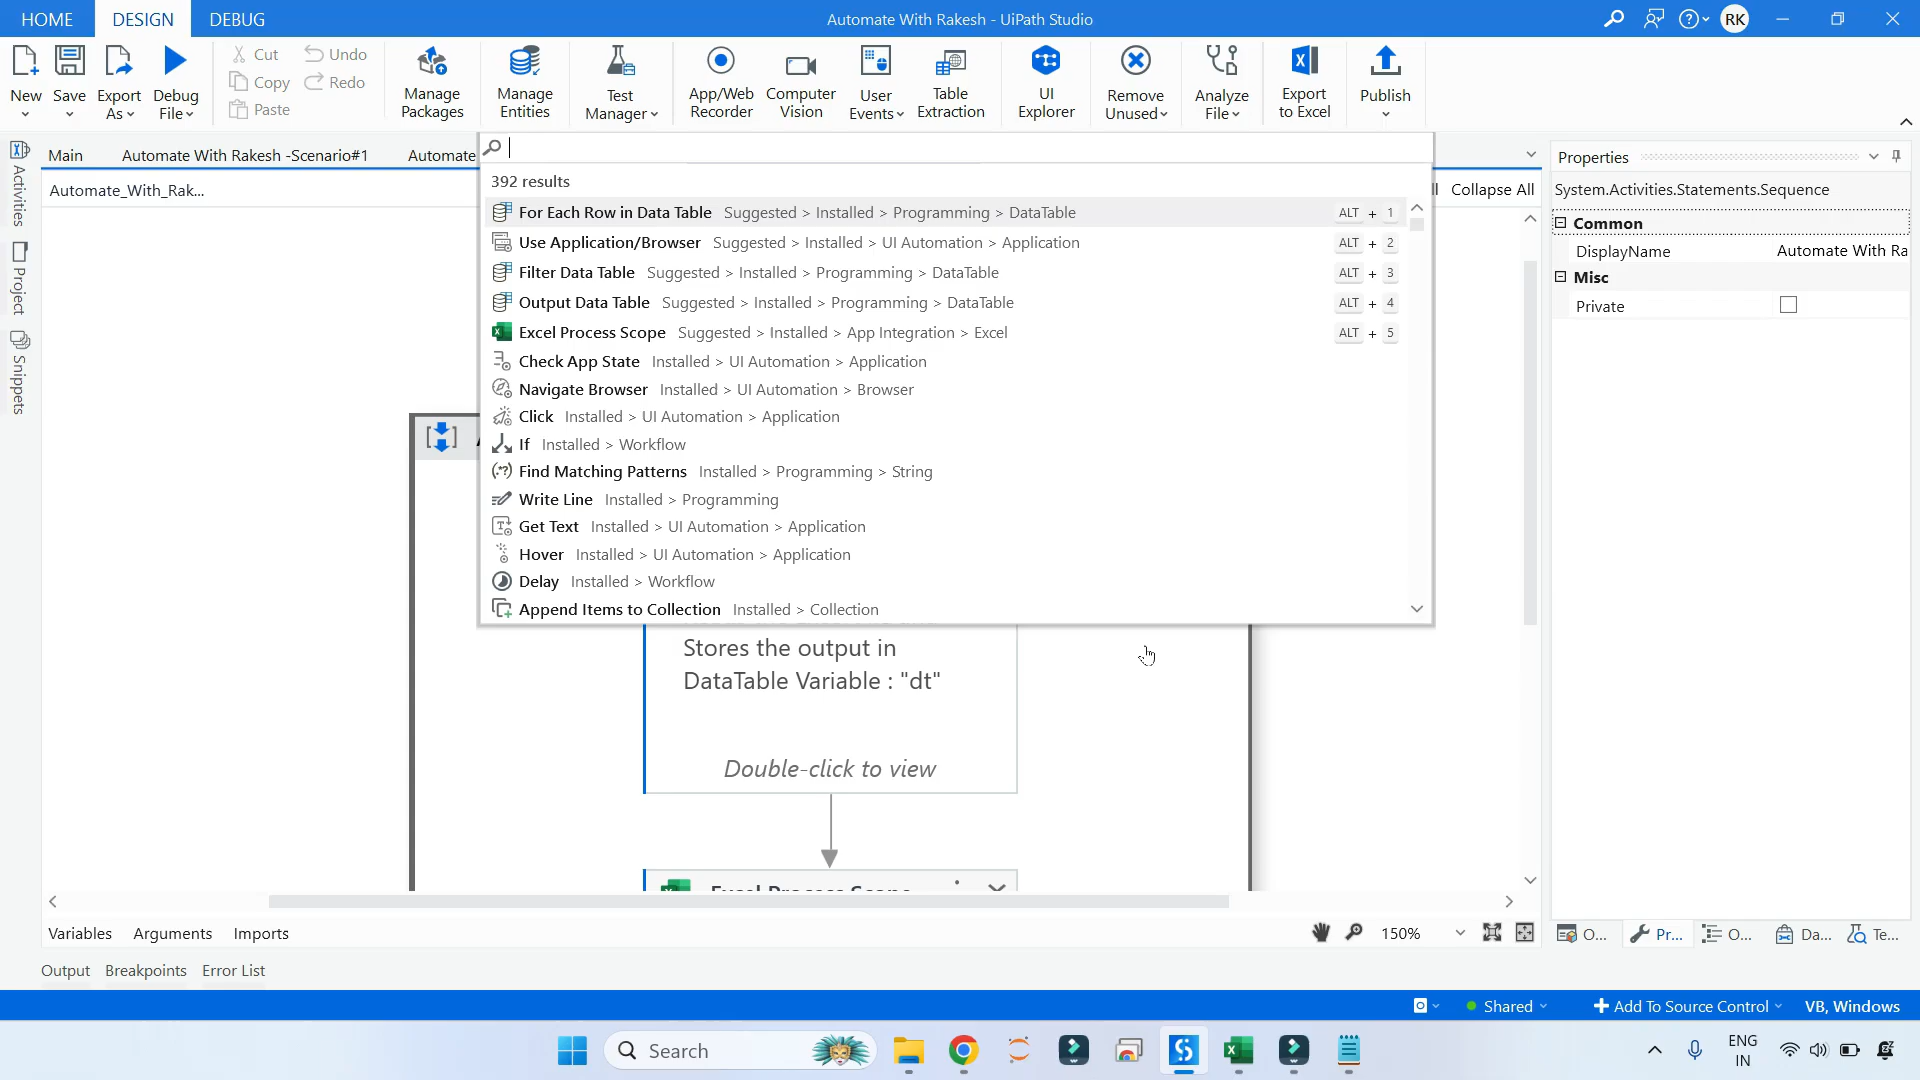 HOME DESIGN DEBUG
Automate With Rakesh - UiPath Studio
RK
New Save Export As Debug File
Cut Copy Paste Undo Redo
Manage Packages
Manage Entities
Test Manager
App/Web Recorder
Computer Vision
User Events
Table Extraction
UI Explorer
Remove Unused
Analyze File
Export to Excel
Publish
Activities
Project
Snippets
Main Automate With Rakesh -Scenario#1 Automate
Automate_With_Rak...
Collapse All
392 results
For Each Row in Data Table Suggested > Installed > Programming > DataTable ALT + 1
Use Application/Browser Suggested > Installed > UI Automation > Application ALT + 2
Filter Data Table Suggested > Installed > Programming > DataTable ALT + 3
Output Data Table Suggested > Installed > Programming > DataTable ALT + 4
Excel Process Scope Suggested > Installed > App Integration > Excel ALT + 5
Check App State Installed > UI Automation > Application
Navigate Browser Installed > UI Automation > Browser
Click Installed > UI Automation > Application
If Installed > Workflow
Find Matching Patterns Installed > Programming > String
Write Line Installed > Programming
Get Text Installed > UI Automation > Application
Hover Installed > UI Automation > Application
Delay Installed > Workflow
Append Items to Collection Installed > Collection
Stores the output in
DataTable Variable : "dt"
Double-click to view
Excel Process Scope
Properties
System.Activities.Statements.Sequence
Common
DisplayName Automate With Ra
Misc
Private
Variables Arguments Imports
150%
O... Pr... O... Da... Te...
Output Breakpoints Error List
Shared Add To Source Control VB, Windows
Search
ENG
IN